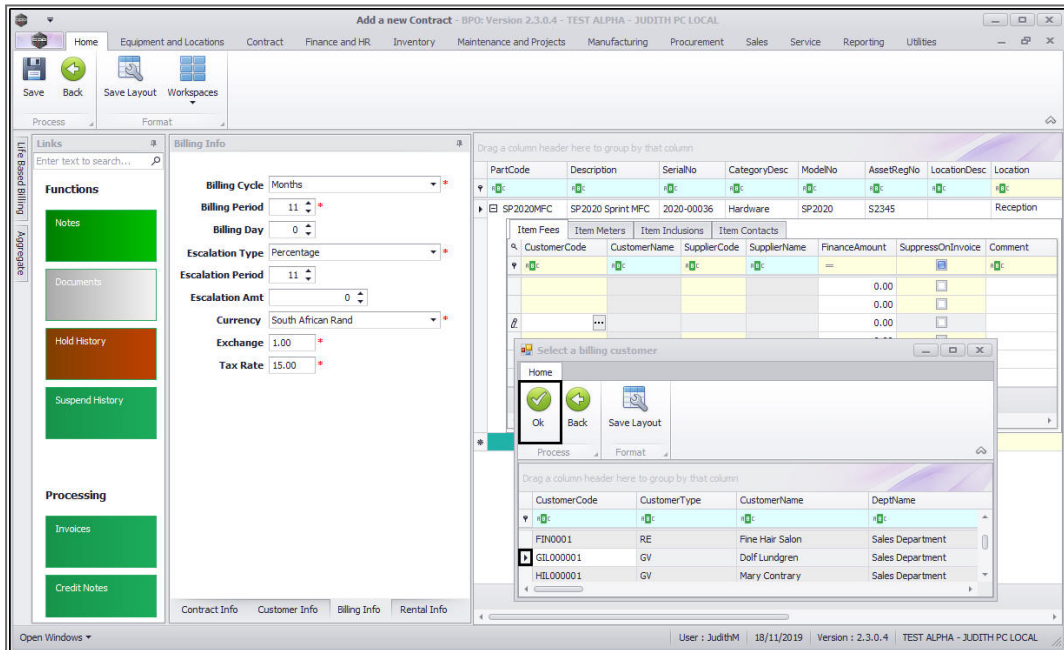 Add a new Contract - BPO: Version 2.3.0.4 - TEST ALPHA - JUDITH PC LOCAL
Home Equipment and Locations Contract Finance and HR Inventory Maintenance and Projects Manufacturing Procurement Sales Service Reporting Utilities
Save Back Save Layout Workspaces
Process Format
Life Based Billing
Aggregate
Links
Enter text to search...
Functions
Notes
Documents
Hold History
Suspend History
Processing
Invoices
Credit Notes
Billing Info
Billing Cycle Months *
Billing Period 11 *
Billing Day 0
Escalation Type Percentage *
Escalation Period 11
Escalation Amt 0
Currency South African Rand *
Exchange 1.00 *
Tax Rate 15.00 *
Contract Info Customer Info Billing Info Rental Info
Drag a column header here to group by that column
PartCode Description SerialNo CategoryDesc ModelNo AssetRegNo LocationDesc Location
SP2020MFC SP2020 Sprint MFC 2020-00036 Hardware SP2020 S2345 Reception
Item Fees Item Meters Item Inclusions Item Contacts
CustomerCode CustomerName SupplierCode SupplierName FinanceAmount SuppressOnInvoice Comment
=
0.00
0.00
0.00
Select a billing customer
Home
Ok Back Save Layout
Process Format
Drag a column header here to group by that column
CustomerCode CustomerType CustomerName DeptName
FIN0001 RE Fine Hair Salon Sales Department
GIL000001 GV Dolf Lundgren Sales Department
HIL000001 GV Mary Contrary Sales Department
Open Windows User : JudithM 18/11/2019 Version : 2.3.0.4 TEST ALPHA - JUDITH PC LOCAL